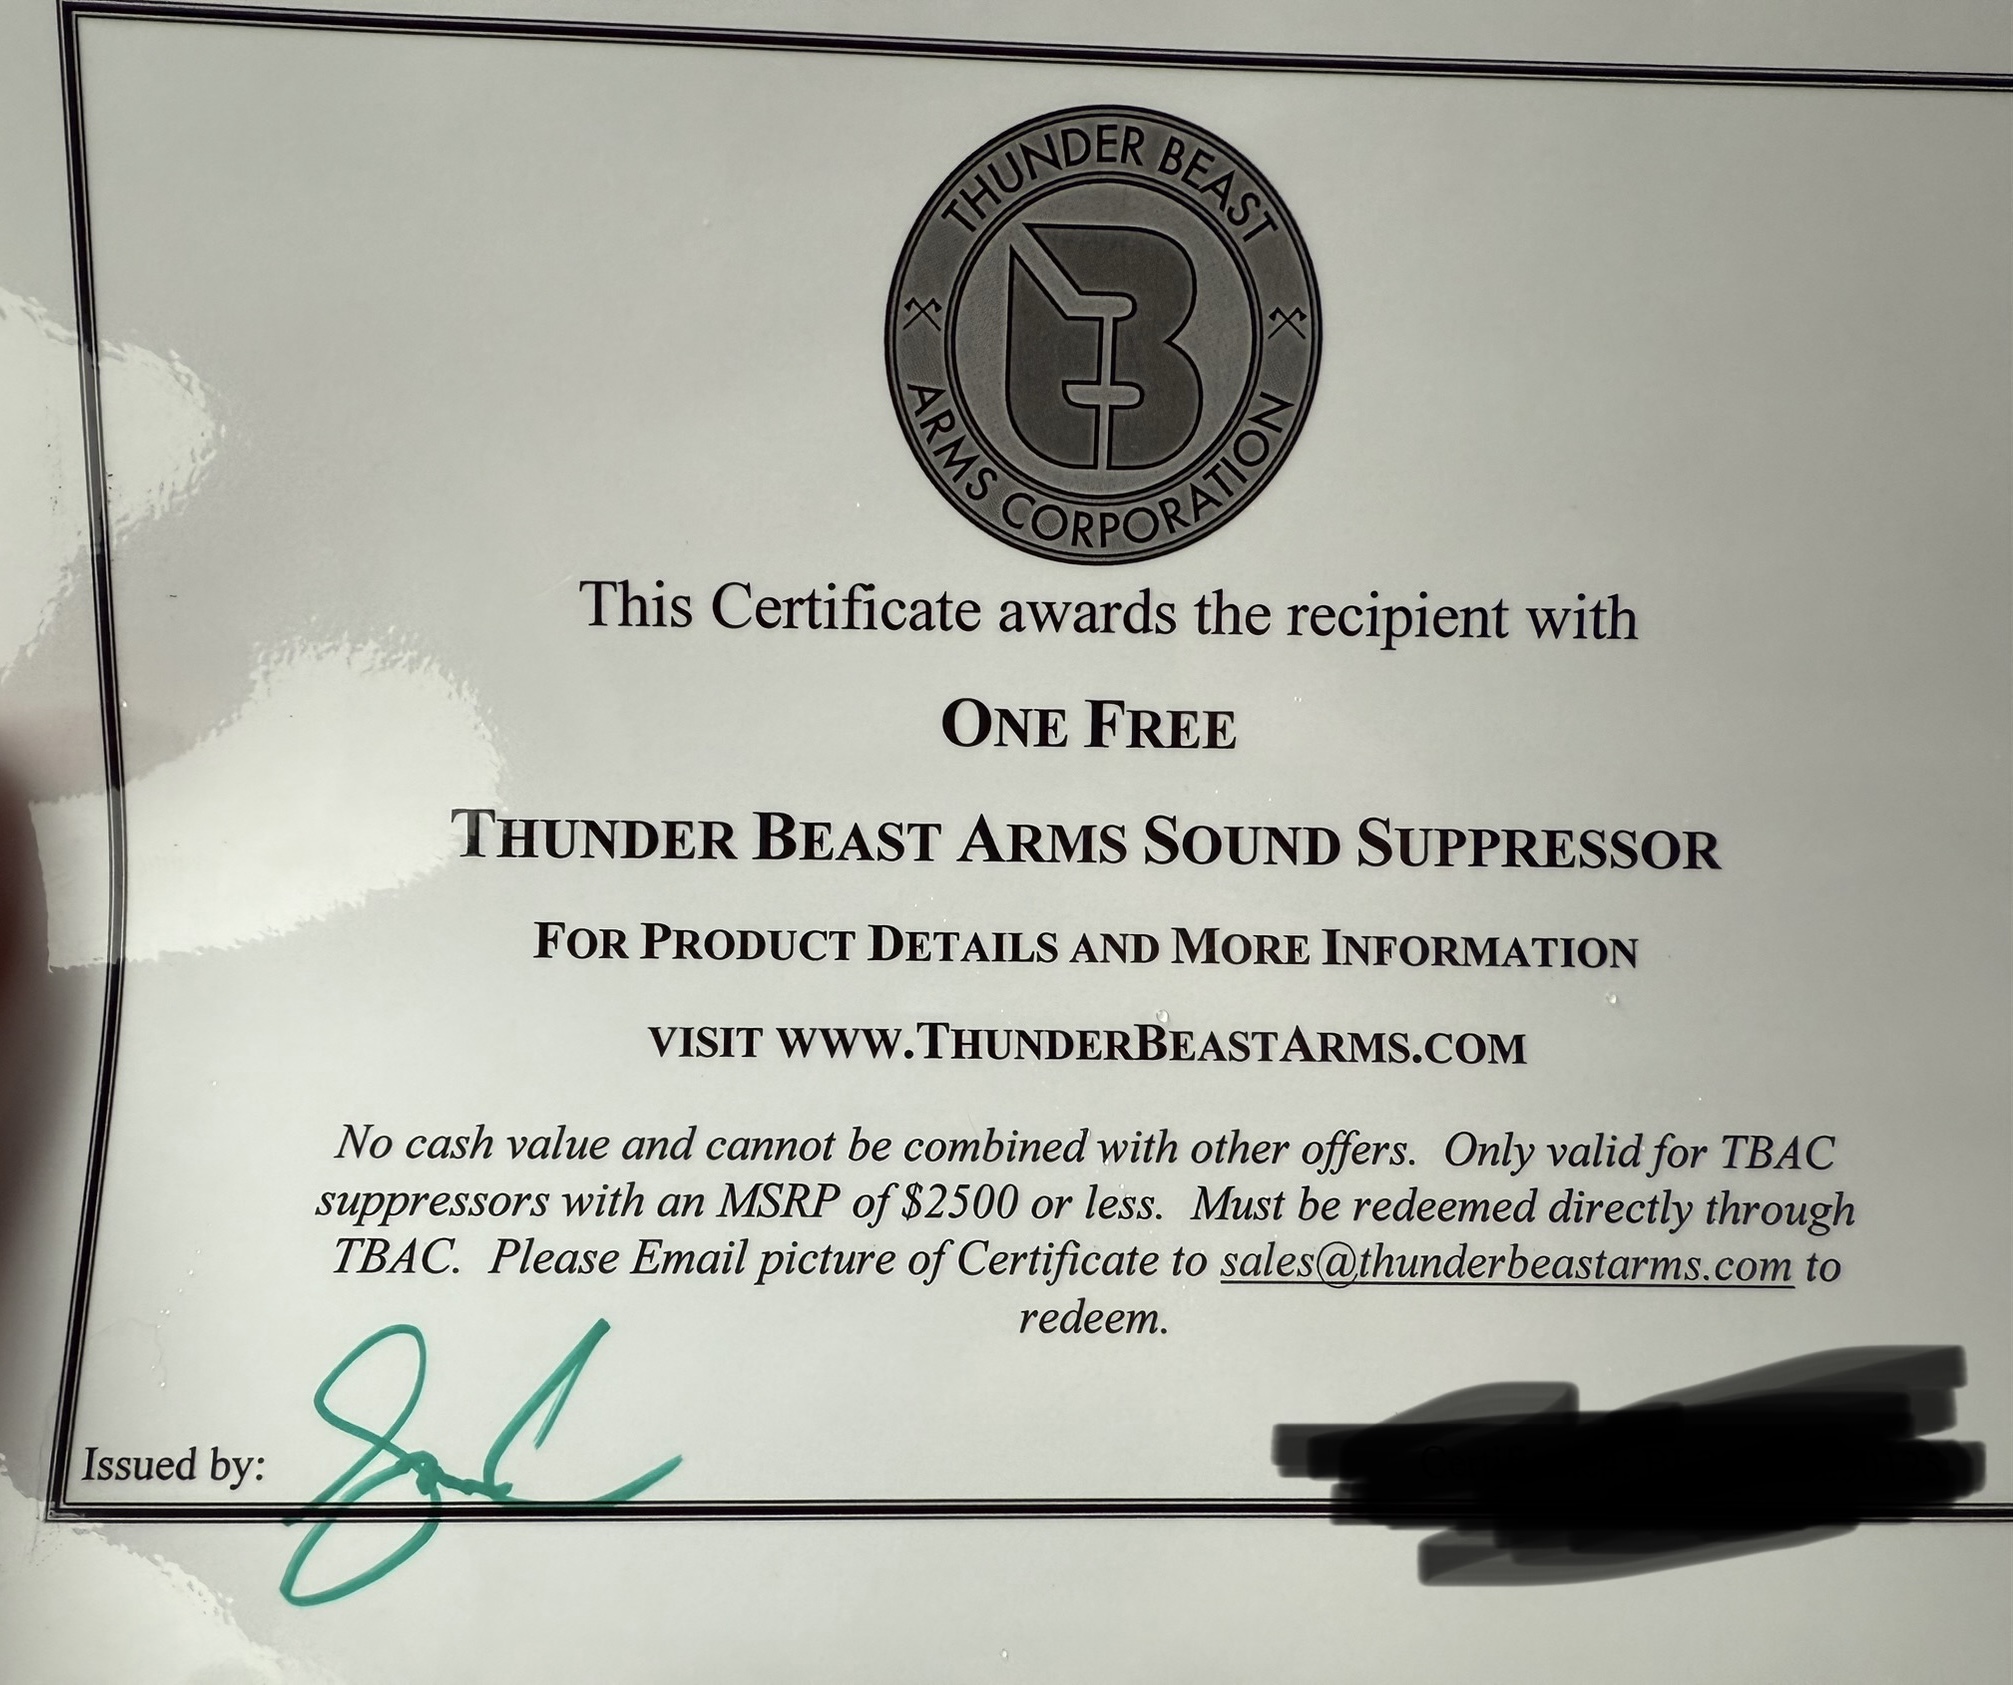 THUNDER BEAST
ARMS CORPORATION
This Certificate awards the recipient with
ONE FREE
THUNDER BEAST ARMS SOUND SUPPRESSOR
FOR PRODUCT DETAILS AND MORE INFORMATION
VISIT WWW.THUNDERBEASTARMS.COM
No cash value and cannot be combined with other offers. Only valid for TBAC
suppressors with an MSRP of $2500 or less. Must be redeemed directly through
TBAC. Please Email picture of Certificate to sales@thunderbeastarms.com to
redeem.
Issued by: